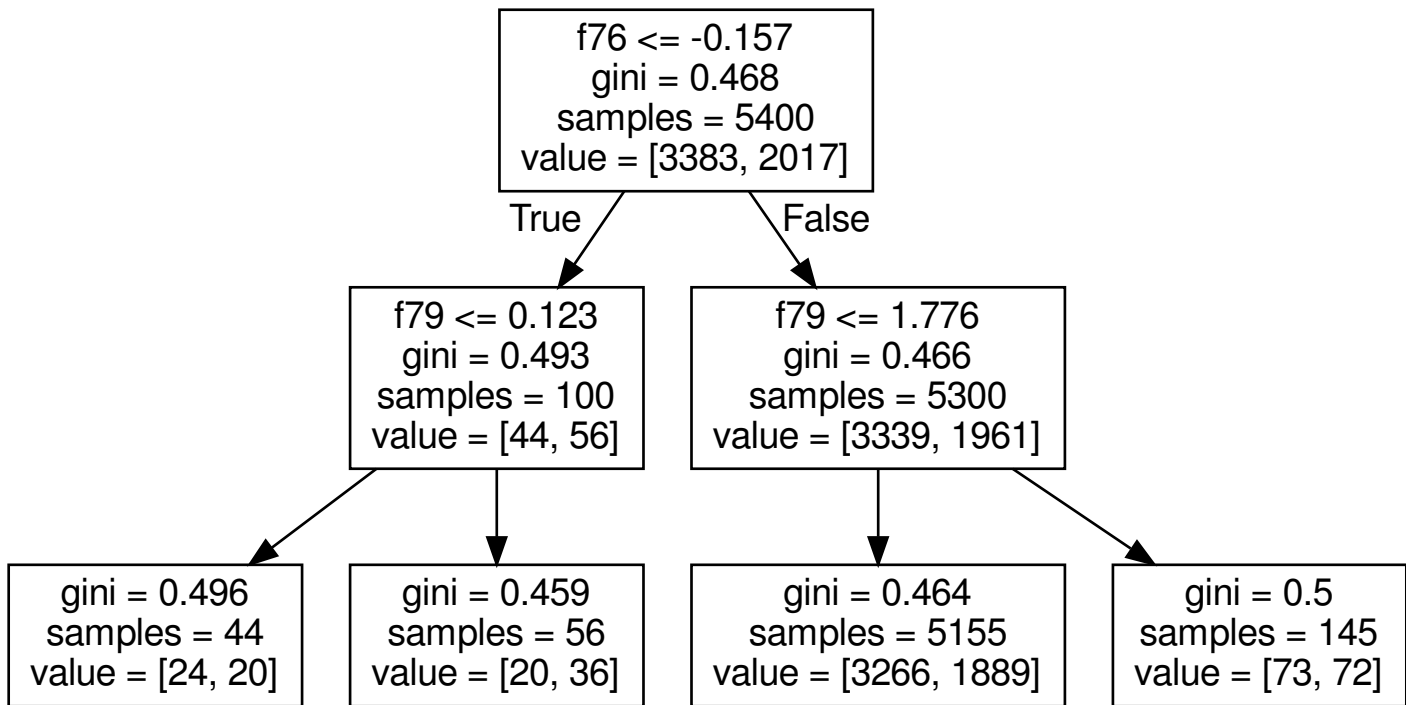 f76 <= -0.157
gini = 0.468
samples = 5400
value = [3383, 2017]
True
False
f79 <= 0.123
gini = 0.493
samples = 100
value = [44, 56]
f79 <= 1.776
gini = 0.466
samples = 5300
value = [3339, 1961]
gini = 0.496
samples = 44
value = [24, 20]
gini = 0.459
samples = 56
value = [20, 36]
gini = 0.464
samples = 5155
value = [3266, 1889]
gini = 0.5
samples = 145
value = [73, 72]